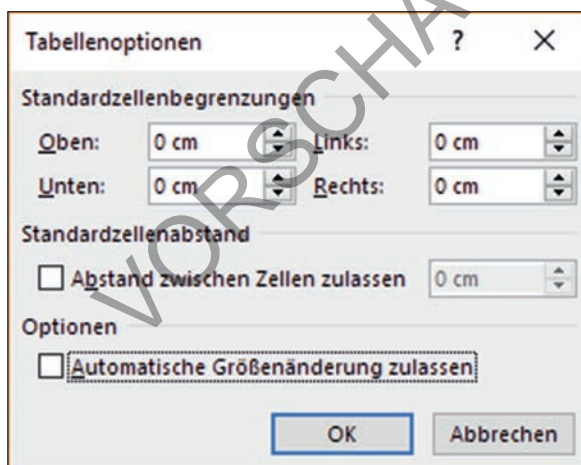 Tabellenoptionen ? ×
Standardzellenbegrenzungen
Oben: 0 cm Links: 0 cm
Unten: 0 cm Rechts: 0 cm
Standardzellenabstand
Abstand zwischen Zellen zulassen 0 cm
Optionen
Automatische Größenänderung zulassen
OK Abbrechen
VORSCHA